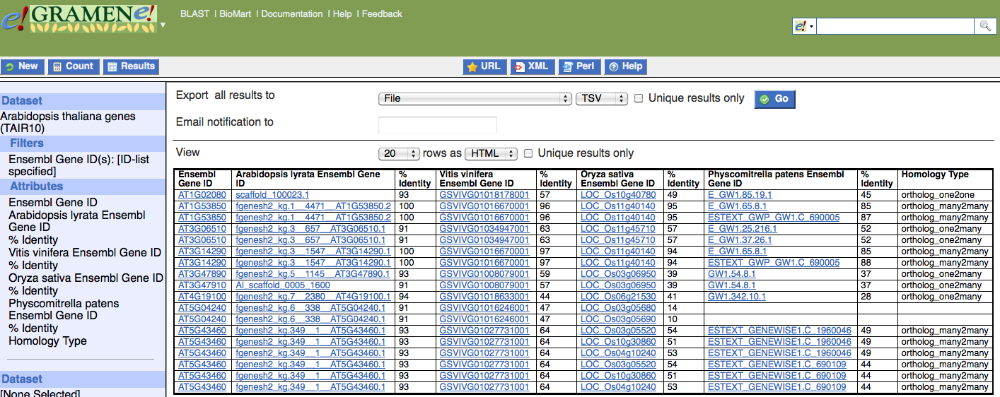 e! GRAMENE!
BLAST | BioMart | Documentation | Help | Feedback
e!
New Count Results URL XML Perl Help
Dataset
Arabidopsis thaliana genes
(TAIR10)
Filters
Ensembl Gene ID(s): [ID-list
specified]
Attributes
Ensembl Gene ID
Arabidopsis lyrata Ensembl
Gene ID
% Identity
Vitis vinifera Ensembl Gene ID
% Identity
Oryza sativa Ensembl Gene ID
% Identity
Physcomitrella patens
Ensembl Gene ID
% Identity
Homology Type
Dataset
[None Selected]
Export all results to File TSV Unique results only Go
Email notification to
View 20 rows as HTML Unique results only
Ensembl Gene ID Arabidopsis lyrata Ensembl Gene ID % Identity Vitis vinifera Ensembl Gene ID % Identity Oryza sativa Ensembl Gene ID % Identity Physcomitrella patens Ensembl Gene ID % Identity Homology Type
AT1G02080 scaffold_100023.1 93 GSVIVG01018178001 57 LOC_Os10g40780 49 E_GW1.85.19.1 45 ortholog_one2one
AT1G53850 fgenesh2_kg.1__4471__AT1G53850.2 100 GSVIVG01016670001 96 LOC_Os11g40140 95 E_GW1.65.8.1 85 ortholog_many2many
AT1G53850 fgenesh2_kg.1__4471__AT1G53850.2 100 GSVIVG01016670001 96 LOC_Os11g40140 95 ESTEXT_GWP_GW1.C_690005 87 ortholog_many2many
AT3G06510 fgenesh2_kg.3__657__AT3G06510.1 91 GSVIVG01034947001 63 LOC_Os11g45710 57 E_GW1.25.216.1 52 ortholog_one2many
AT3G06510 fgenesh2_kg.3__657__AT3G06510.1 91 GSVIVG01034947001 63 LOC_Os11g45710 57 E_GW1.37.26.1 52 ortholog_one2many
AT3G14290 fgenesh2_kg.3__1547__AT3G14290.1 100 GSVIVG01016670001 97 LOC_Os11g40140 94 E_GW1.65.8.1 85 ortholog_many2many
AT3G14290 fgenesh2_kg.3__1547__AT3G14290.1 100 GSVIVG01016670001 97 LOC_Os11g40140 94 ESTEXT_GWP_GW1.C_690005 88 ortholog_many2many
AT3G47890 fgenesh2_kg.5__1145__AT3G47890.1 93 GSVIVG01008079001 59 LOC_Os03g06950 39 GW1.54.8.1 37 ortholog_one2many
AT3G47910 Al_scaffold_0005_1600 91 GSVIVG01008079001 57 LOC_Os03g06950 39 GW1.54.8.1 37 ortholog_one2many
AT4G19100 fgenesh2_kg.7__2380__AT4G19100.1 94 GSVIVG01018633001 44 LOC_Os06g21530 41 GW1.342.10.1 28 ortholog_one2many
AT5G04240 fgenesh2_kg.6__338__AT5G04240.1 91 GSVIVG01016246001 47 LOC_Os03g05680 14
AT5G04240 fgenesh2_kg.6__338__AT5G04240.1 91 GSVIVG01016246001 47 LOC_Os03g05690 10
AT5G43460 fgenesh2_kg.349__1__AT5G43460.1 93 GSVIVG01027731001 64 LOC_Os03g05520 54 ESTEXT_GENEWISE1.C_1960046 49 ortholog_many2many
AT5G43460 fgenesh2_kg.349__1__AT5G43460.1 93 GSVIVG01027731001 64 LOC_Os10g30860 51 ESTEXT_GENEWISE1.C_1960046 49 ortholog_many2many
AT5G43460 fgenesh2_kg.349__1__AT5G43460.1 93 GSVIVG01027731001 64 LOC_Os04g10240 53 ESTEXT_GENEWISE1.C_1960046 49 ortholog_many2many
AT5G43460 fgenesh2_kg.349__1__AT5G43460.1 93 GSVIVG01027731001 64 LOC_Os03g05520 54 ESTEXT_GENEWISE1.C_690109 44 ortholog_many2many
AT5G43460 fgenesh2_kg.349__1__AT5G43460.1 93 GSVIVG01027731001 64 LOC_Os10g30860 51 ESTEXT_GENEWISE1.C_690109 44 ortholog_many2many
AT5G43460 fgenesh2_kg.349__1__AT5G43460.1 93 GSVIVG01027731001 64 LOC_Os04g10240 53 ESTEXT_GENEWISE1.C_690109 44 ortholog_many2many